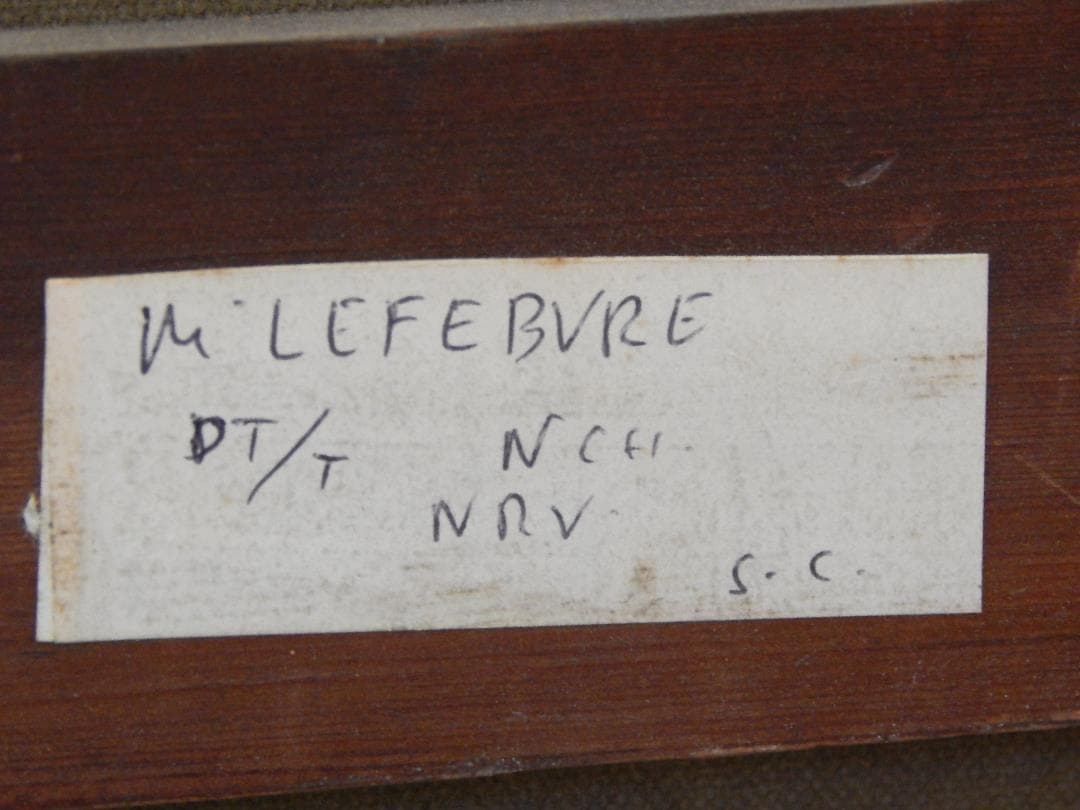 M. LEFEBVRE
DT/T NCH.
NRV.
S.C.